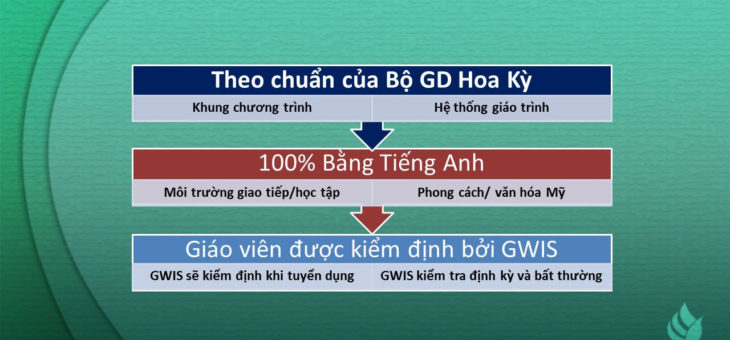 Theo chuẩn của Bộ GD Hoa Kỳ
Khung chương trình
Hệ thống giáo trình
100% Bằng Tiếng Anh
Môi trường giao tiếp/học tập
Phong cách/ văn hóa Mỹ
Giáo viên được kiểm định bởi GWIS
GWIS sẽ kiểm định khi tuyển dụng
GWIS kiểm tra định kỳ và bất thường